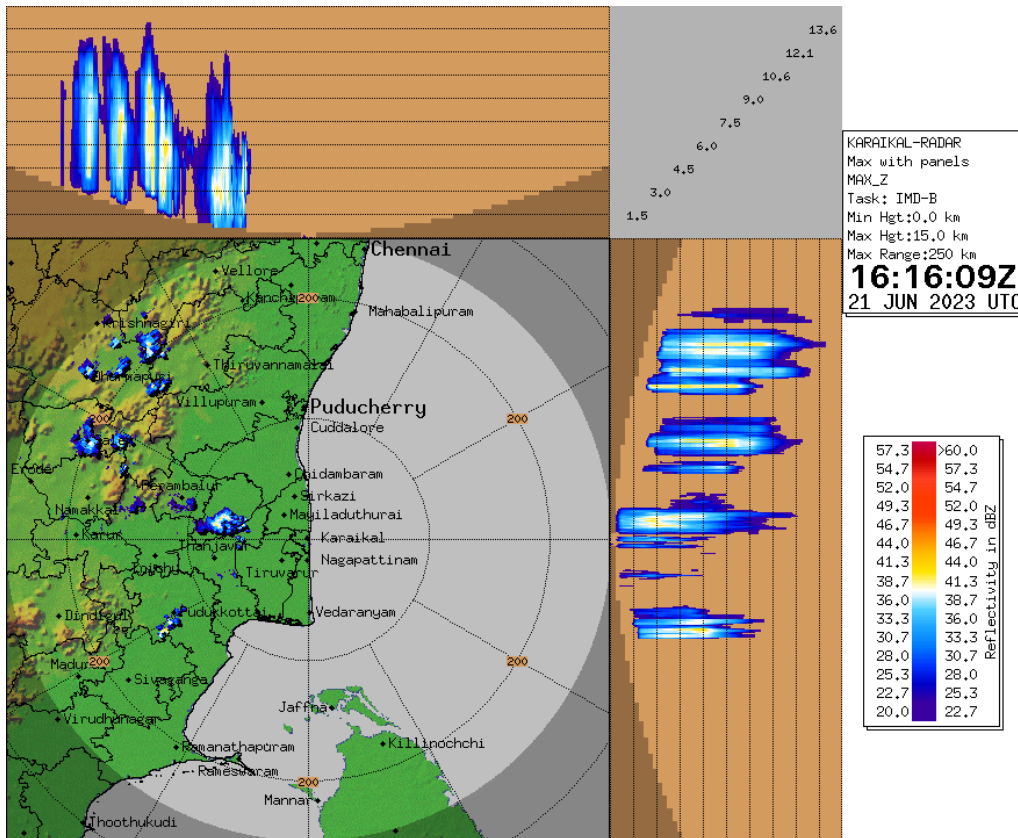 13.6
12.1
10.6
9.0
7.5
6.0
4.5
3.0
1.5
KARAIKAL-RADAR
Max with panels
MAX_Z
Task: IMD-B
Min Hgt:0.0 km
Max Hgt:15.0 km
Max Range:250 km
16:16:09Z
21 JUN 2023 UTC
Chennai
Vellore
200
Mahabalipuram
Krishnagiri
Thiruvannamalai
Dharmapuri
Villupuram
Puducherry
200
200
Cuddalore
Erode
Chidambaram
Perambalur
Sirkazi
Namakkal
Mayiladuthurai
Karur
Karaikal
Thanjavur
Nagapattinam
Tiruvarur
Pudukkottai
Vedaranyam
Dindigul
200
200
Sivaganga
Jaffna
Virudhunagar
Killinochchi
Ramanathapuram
Rameswaram
200
Mannar
Thoothukudi
57.3 >60.0
54.7 57.3
52.0 54.7
49.3 52.0
46.7 49.3
44.0 46.7
41.3 44.0
38.7 41.3
36.0 38.7
33.3 36.0
30.7 33.3
28.0 30.7
25.3 28.0
22.7 25.3
20.0 22.7
Reflectivity in dBZ